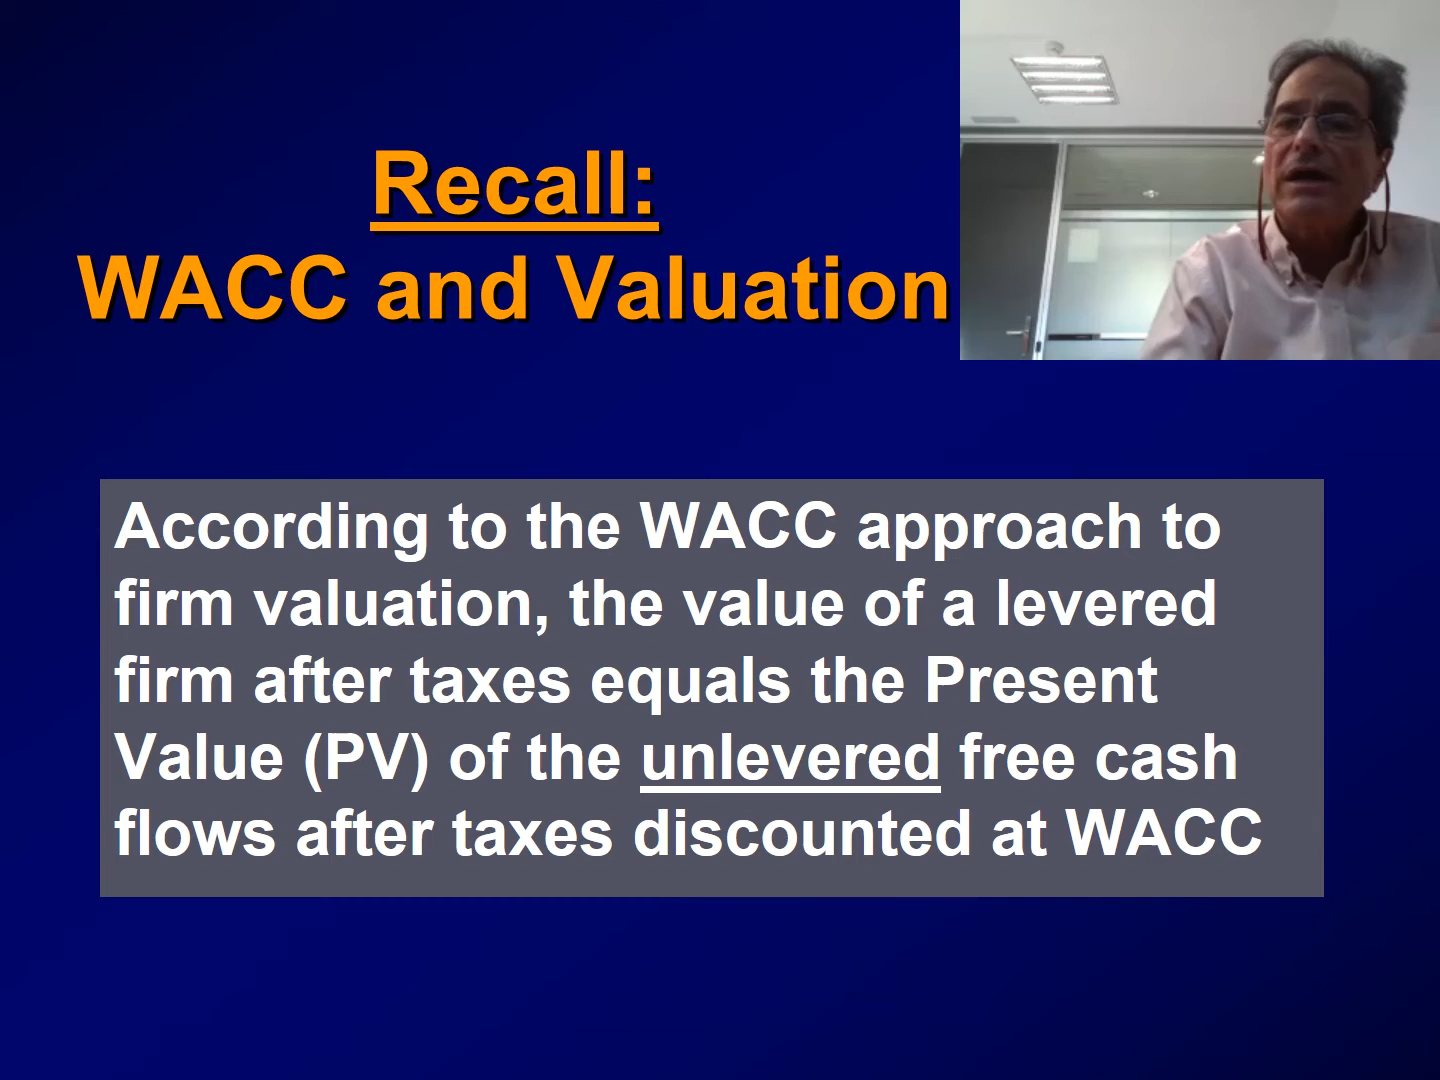 Recall:
WACC and Valuation
According to the WACC approach to
firm valuation, the value of a levered
firm after taxes equals the Present
Value (PV) of the unlevered free cash
flows after taxes discounted at WACC